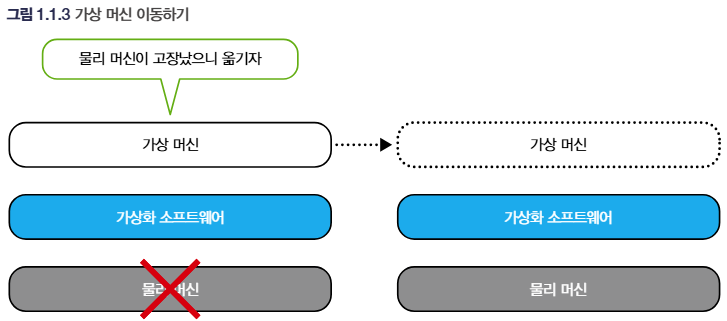 그림 1.1.3 가상 머신 이동하기
물리 머신이 고장났으니 옮기자
가상 머신
가상 머신
가상화 소프트웨어
가상화 소프트웨어
물리 머신
물리 머신